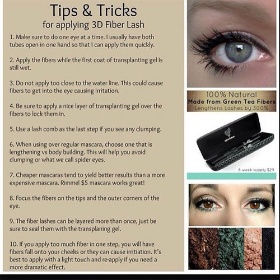 Tips & Tricks
for applying 3D Fiber Lash
1. Make sure to do one eye at a time. I usually have both
tubes open in one hand so that I can apply them quickly.
2. Apply the fibers while the first coat of transplanting gel is
still wet.
3. Do not apply too close to the water line. This could cause
fibers to get into the eye causing irritation.
4. Be sure to apply a nice layer of transplanting gel over the
fibers to lock them in.
5. Use a lash comb as the last step if you see any clumping.
6. When using over regular mascara, choose one that is
lengthening vs body building. This will help you avoid
clumping or what we call spider eyes.
7. Cheaper mascaras tend to yield better results than a more
expensive mascara. Rimmel $5 mascara works great!
8. Focus the fibers on the tips and the outer corners of the
eye.
9. The fiber lashes can be layered more than once, just be
sure to seal them with the transplanting gel.
10. If you apply too much fiber in one step, you will have
fibers fall onto your cheeks or they can cause irritation. It's
best to apply with a light touch and re-apply if you need a
more dramatic effect.
100% Natural
Made from Green Tea Fibers
Lengthens Lashes by 300%
3 month supply $29